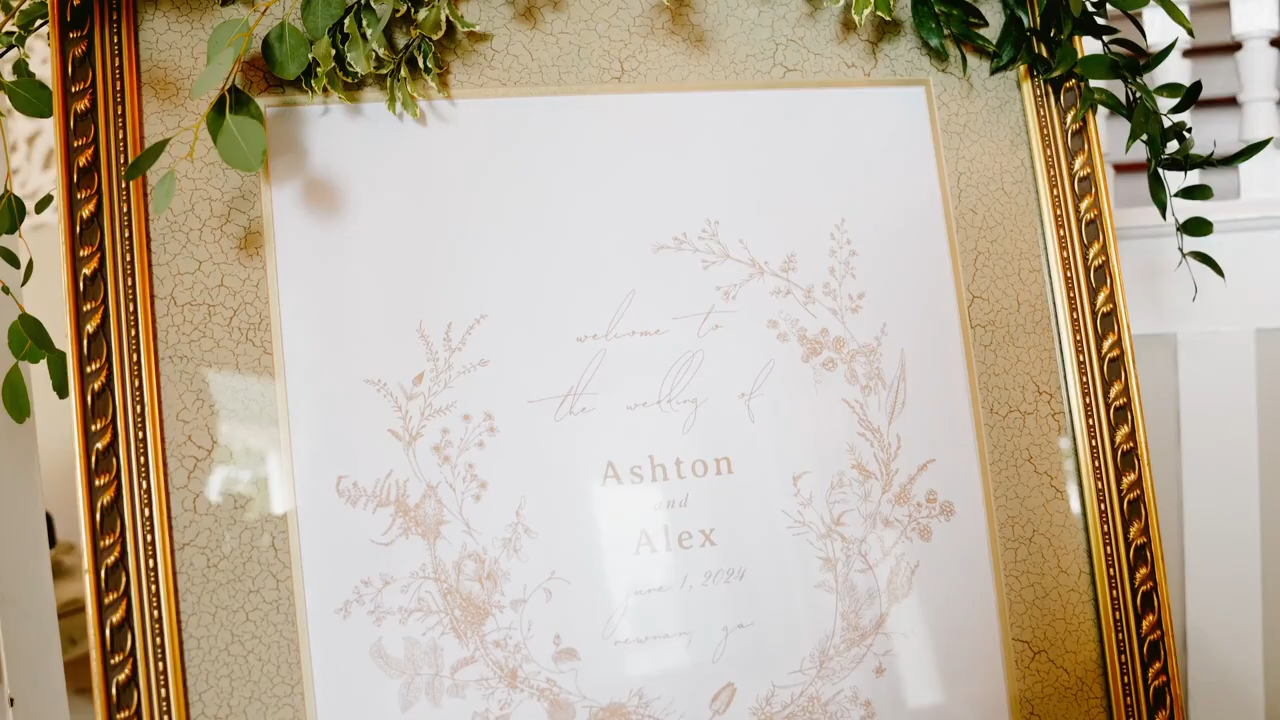 welcome to
the wedding of
Ashton
and
Alex
june 1, 2024
newnan, ga